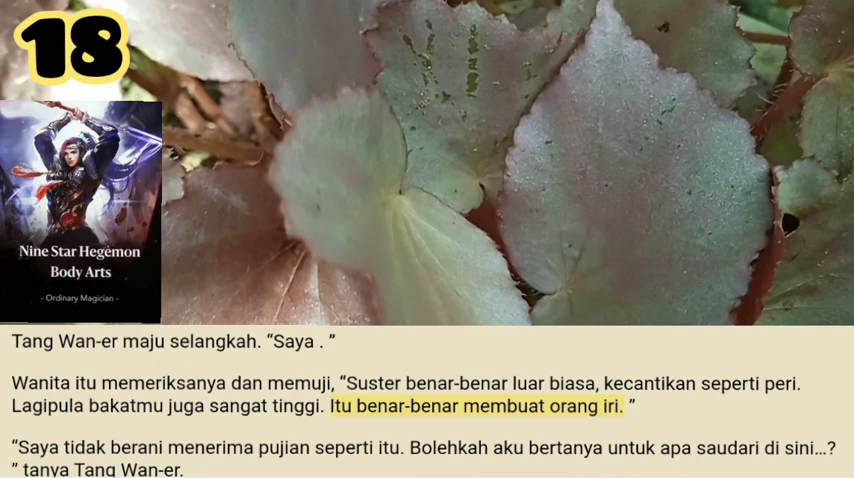 18
Nine Star Hegemon
Body Arts
- Ordinary Magician -
Tang Wan-er maju selangkah. “Saya . ”
Wanita itu memeriksanya dan memuji, “Suster benar-benar luar biasa, kecantikan seperti peri.
Lagipula bakatmu juga sangat tinggi. Itu benar-benar membuat orang iri. ”
“Saya tidak berani menerima pujian seperti itu. Bolehkah aku bertanya untuk apa saudari di sini…?
” tanya Tang Wan-er.